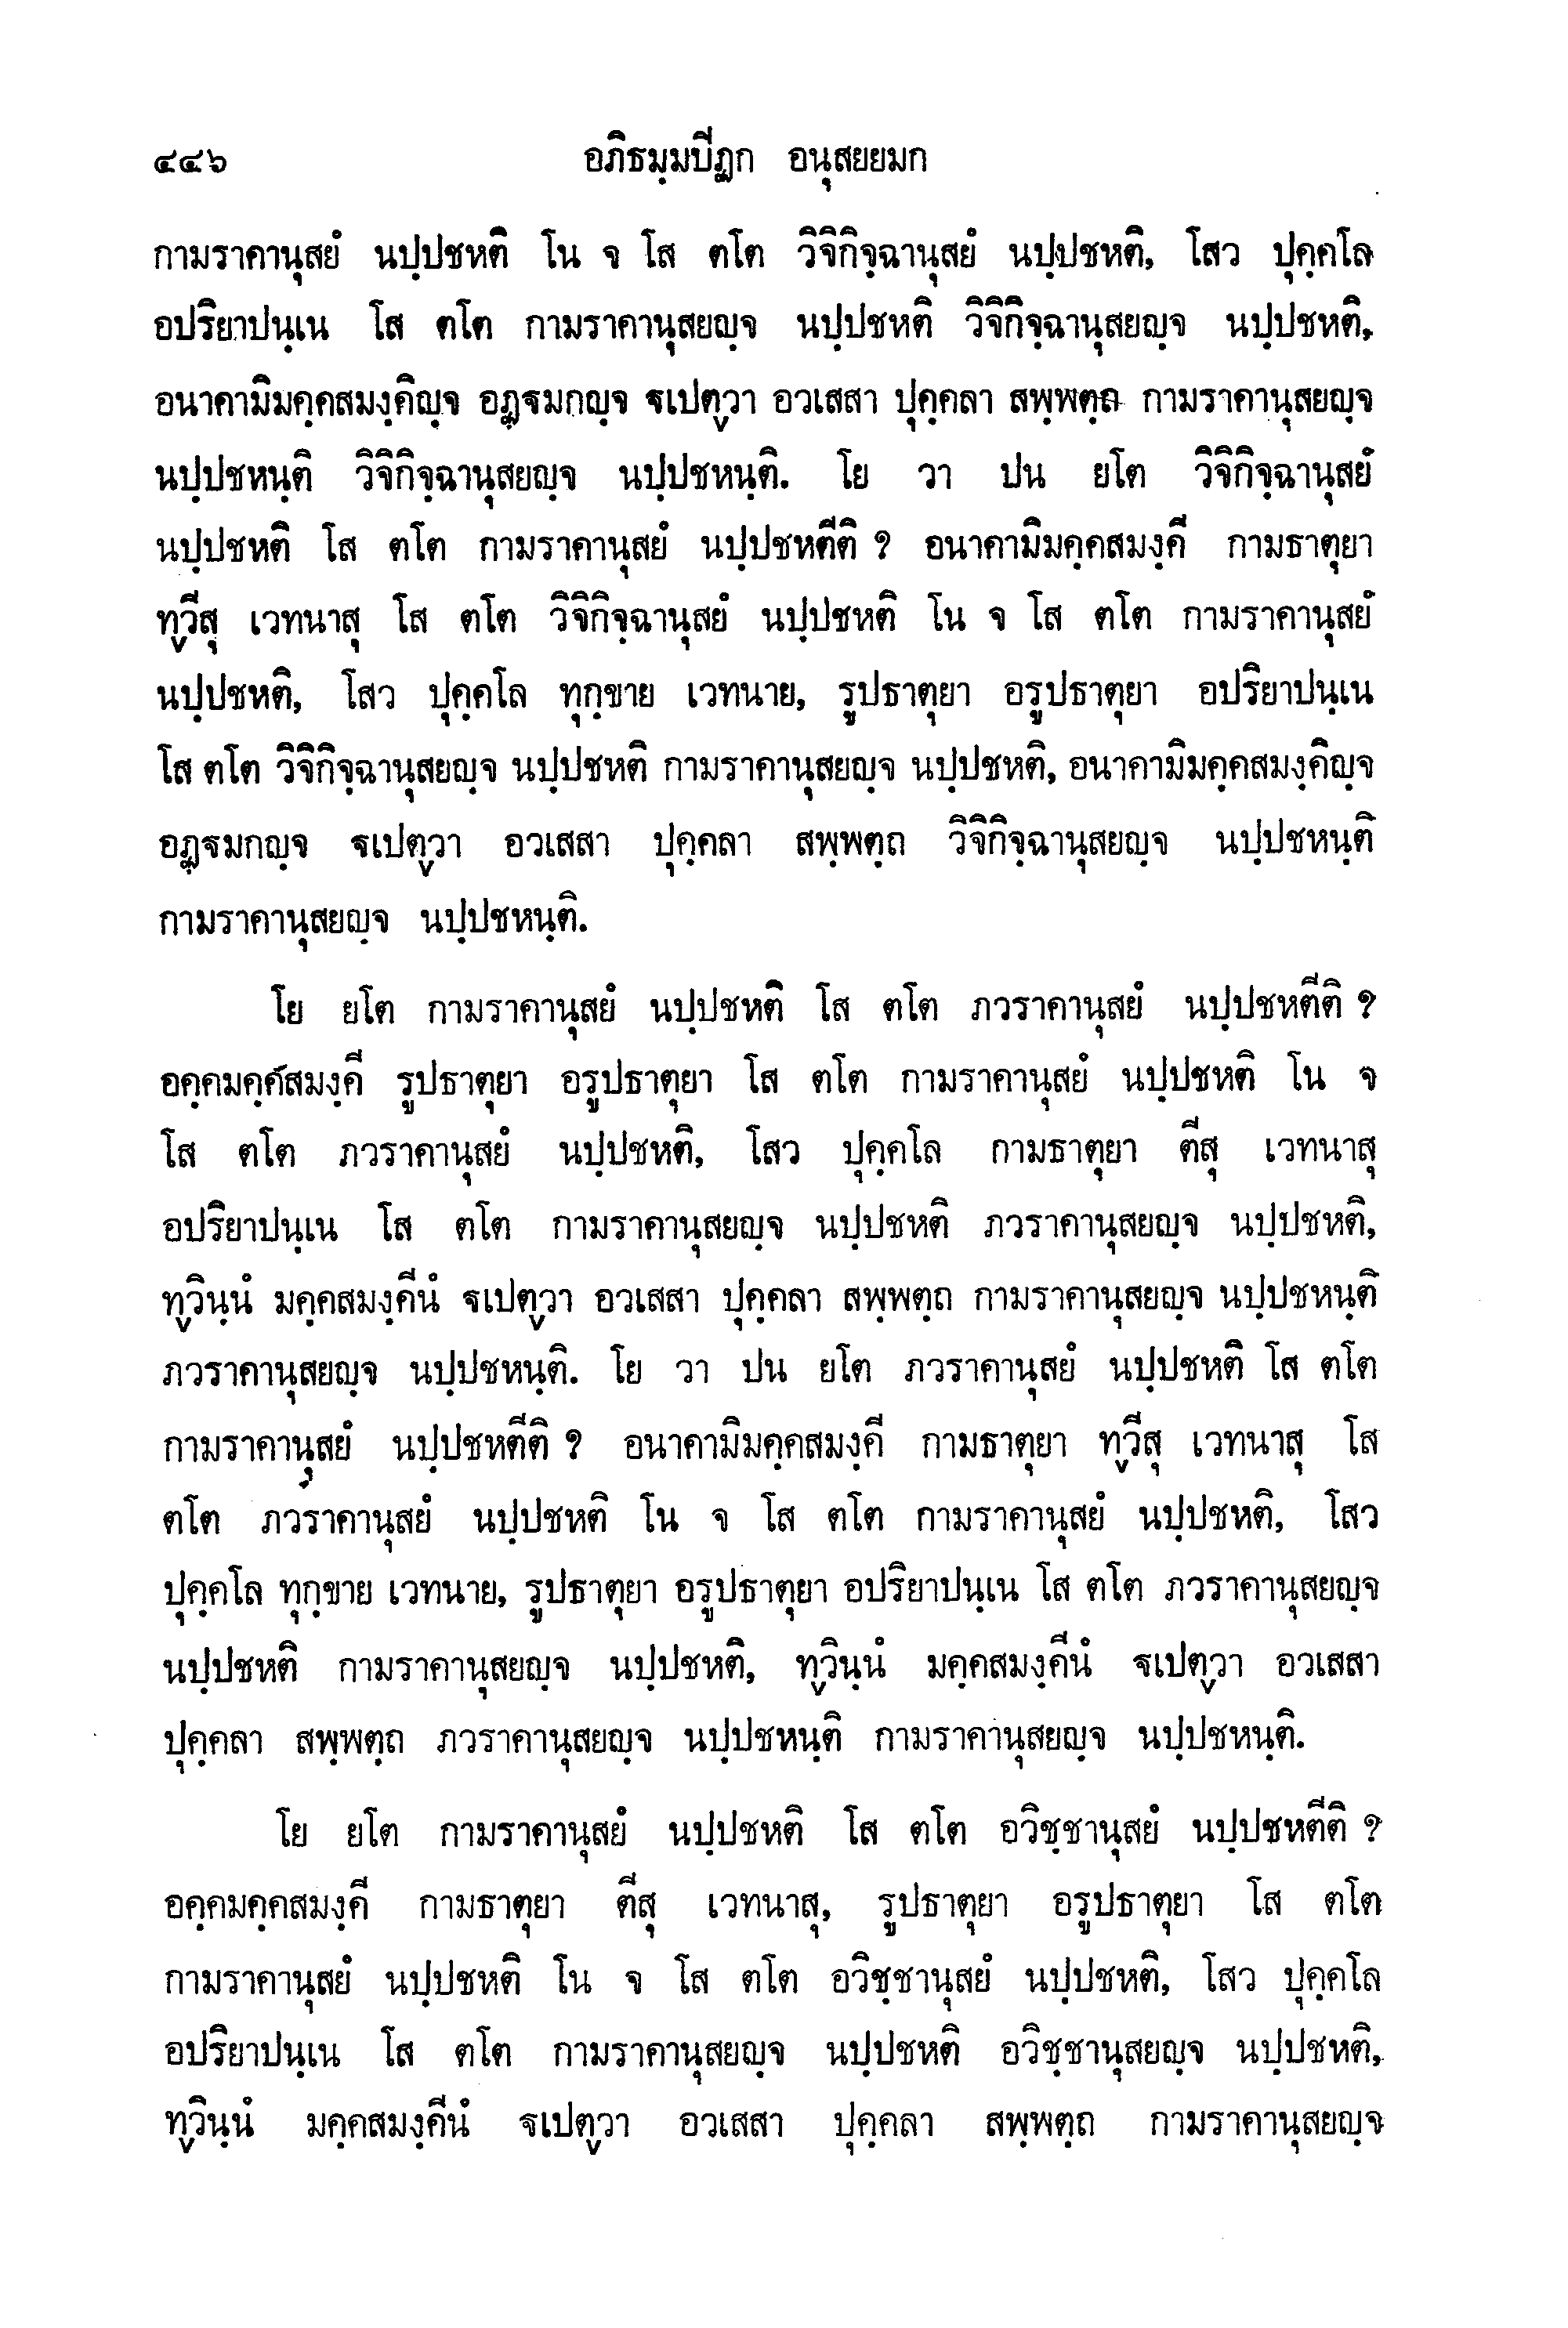 ๔๔๖ อภิธมฺมปีฏก อนุสยยมก
กามราคานุสยํ นปฺปชหติ โน จ โส ตโต วิจิกิจฺฉานุสยํ นปฺปชหติ, โสว ปุคฺคโล
อปริยาปนฺเน โส ตโต กามราคานุสยญฺจ นปฺปชหติ วิจิกิจฺฉานุสยญฺจ นปฺปชหติ,
อนาคามิมคฺคสมงฺคิญฺจ อฏฺฐมกญฺจ ฐเปตฺวา อวเสสา ปุคฺคลา สพฺพตฺถ กามราคานุสยญฺจ
นปฺปชหนฺติ วิจิกิจฺฉานุสยญฺจ นปฺปชหนฺติ. โย วา ปน ยโต วิจิกิจฺฉานุสยํ
นปฺปชหติ โส ตโต กามราคานุสยํ นปฺปชหตีติ ? อนาคามิมคฺคสมงฺคี กามธาตุยา
ทฺวีสุ เวทนาสุ โส ตโต วิจิกิจฺฉานุสยํ นปฺปชหติ โน จ โส ตโต กามราคานุสยํ
นปฺปชหติ, โสว ปุคฺคโล ทุกฺขาย เวทนาย, รูปธาตุยา อรูปธาตุยา อปริยาปนฺเน
โส ตโต วิจิกิจฺฉานุสยญฺจ นปฺปชหติ กามราคานุสยญฺจ นปฺปชหติ, อนาคามิมคฺคสมงฺคิญฺจ
อฏฺฐมกญฺจ ฐเปตฺวา อวเสสา ปุคฺคลา สพฺพตฺถ วิจิกิจฺฉานุสยญฺจ นปฺปชหนฺติ
กามราคานุสยญฺจ นปฺปชหนฺติ.
โย ยโต กามราคานุสยํ นปฺปชหติ โส ตโต ภวราคานุสยํ นปฺปชหตีติ ?
อคฺคมคฺคสมงฺคี รูปธาตุยา อรูปธาตุยา โส ตโต กามราคานุสยํ นปฺปชหติ โน จ
โส ตโต ภวราคานุสยํ นปฺปชหติ, โสว ปุคฺคโล กามธาตุยา ตีสุ เวทนาสุ
อปริยาปนฺเน โส ตโต กามราคานุสยญฺจ นปฺปชหติ ภวราคานุสยญฺจ นปฺปชหติ,
ทฺวินฺนํ มคฺคสมงฺคีนํ ฐเปตฺวา อวเสสา ปุคฺคลา สพฺพตฺถ กามราคานุสยญฺจ นปฺปชหนฺติ
ภวราคานุสยญฺจ นปฺปชหนฺติ. โย วา ปน ยโต ภวราคานุสยํ นปฺปชหติ โส ตโต
กามราคานุสยํ นปฺปชหตีติ ? อนาคามิมคฺคสมงฺคี กามธาตุยา ทฺวีสุ เวทนาสุ โส
ตโต ภวราคานุสยํ นปฺปชหติ โน จ โส ตโต กามราคานุสยํ นปฺปชหติ, โสว
ปุคฺคโล ทุกฺขาย เวทนาย, รูปธาตุยา อรูปธาตุยา อปริยาปนฺเน โส ตโต ภวราคานุสยญฺจ
นปฺปชหติ กามราคานุสยญฺจ นปฺปชหติ, ทฺวินฺนํ มคฺคสมงฺคีนํ ฐเปตฺวา อวเสสา
ปุคฺคลา สพฺพตฺถ ภวราคานุสยญฺจ นปฺปชหนฺติ กามราคานุสยญฺจ นปฺปชหนฺติ.
โย ยโต กามราคานุสยํ นปฺปชหติ โส ตโต อวิชฺชานุสยํ นปฺปชหตีติ ?
อคฺคมคฺคสมงฺคี กามธาตุยา ตีสุ เวทนาสุ, รูปธาตุยา อรูปธาตุยา โส ตโต
กามราคานุสยํ นปฺปชหติ โน จ โส ตโต อวิชฺชานุสยํ นปฺปชหติ, โสว ปุคฺคโล
อปริยาปนฺเน โส ตโต กามราคานุสยญฺจ นปฺปชหติ อวิชฺชานุสยญฺจ นปฺปชหติ,
ทฺวินฺนํ มคฺคสมงฺคีนํ ฐเปตฺวา อวเสสา ปุคฺคลา สพฺพตฺถ กามราคานุสยญฺจ